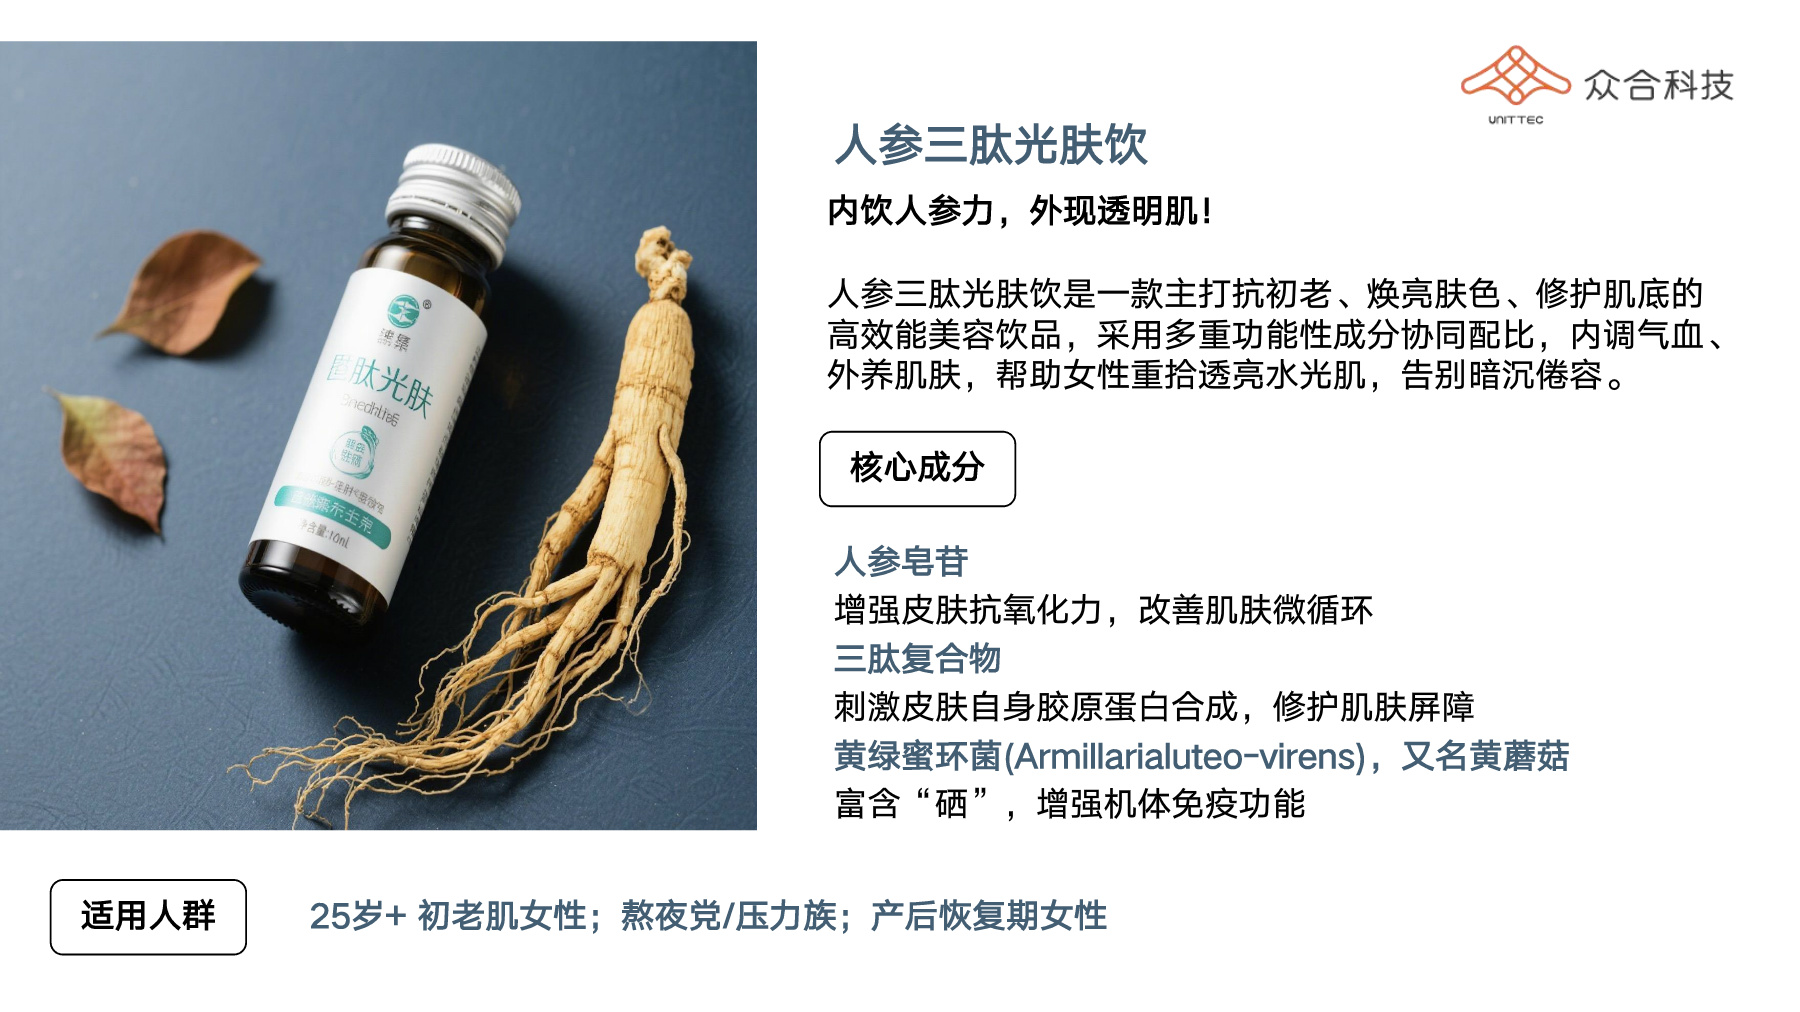 众合科技
UNITTEC
人参三肽光肤饮
内饮人参力，外现透明肌！
人参三肽光肤饮是一款主打抗初老、焕亮肤色、修护肌底的
高效能美容饮品，采用多重功能性成分协同配比，内调气血、
外养肌肤，帮助女性重拾透亮水光肌，告别暗沉倦容。
核心成分
人参皂苷
增强皮肤抗氧化力，改善肌肤微循环
三肽复合物
刺激皮肤自身胶原蛋白合成，修护肌肤屏障
黄绿蜜环菌(Armillarialuteo-virens)，又名黄蘑菇
富含“硒”，增强机体免疫功能
®
肽光肤
含量:10mL
适用人群
25岁+ 初老肌女性；熬夜党/压力族；产后恢复期女性